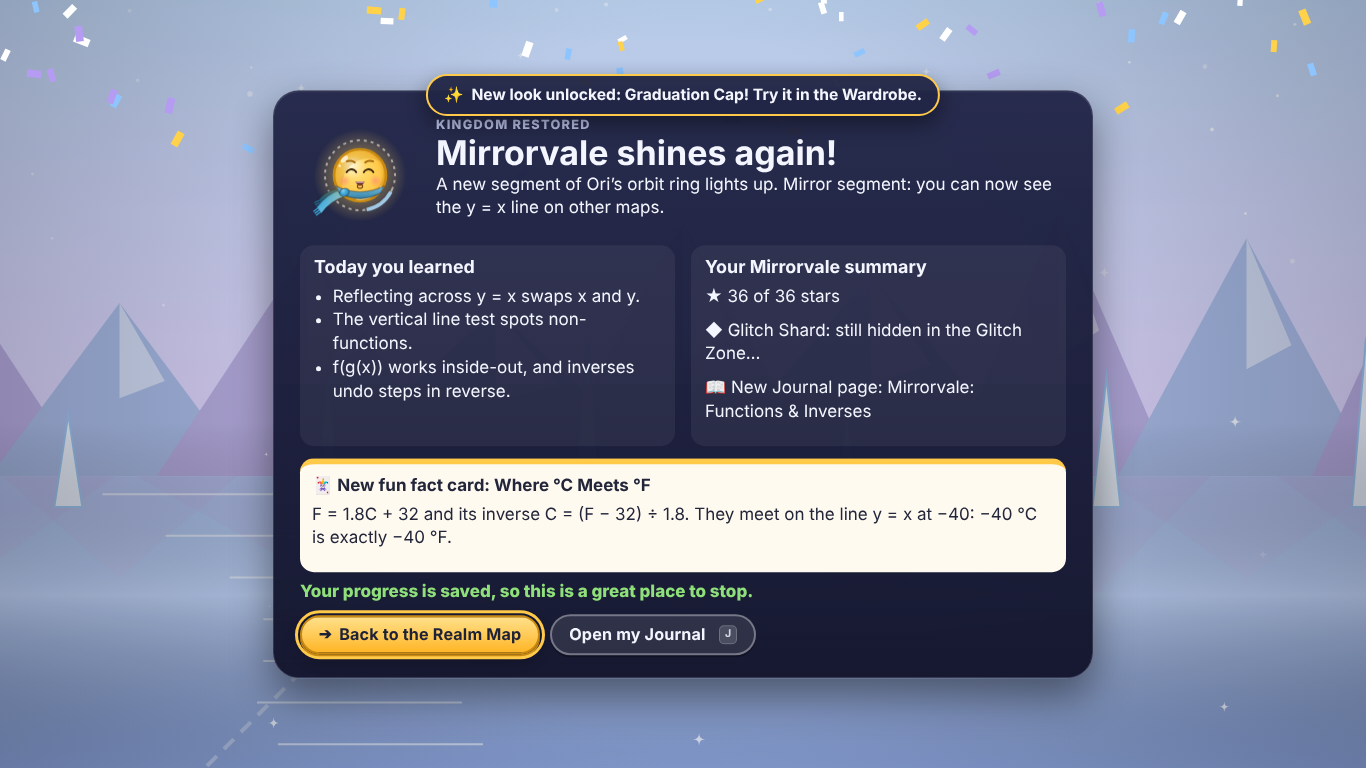 ✨ New look unlocked: Graduation Cap! Try it in the Wardrobe.
KINGDOM RESTORED
Mirrorvale shines again!
A new segment of Ori’s orbit ring lights up. Mirror segment: you can now see
the y = x line on other maps.
Today you learned
• Reflecting across y = x swaps x and y.
• The vertical line test spots non-
functions.
• f(g(x)) works inside-out, and inverses
undo steps in reverse.
Your Mirrorvale summary
★ 36 of 36 stars
◆ Glitch Shard: still hidden in the Glitch
Zone…
📖 New Journal page: Mirrorvale:
Functions & Inverses
🃏 New fun fact card: Where °C Meets °F
F = 1.8C + 32 and its inverse C = (F − 32) ÷ 1.8. They meet on the line y = x at −40: −40 °C
is exactly −40 °F.
Your progress is saved, so this is a great place to stop.
➔ Back to the Realm Map
Open my Journal J